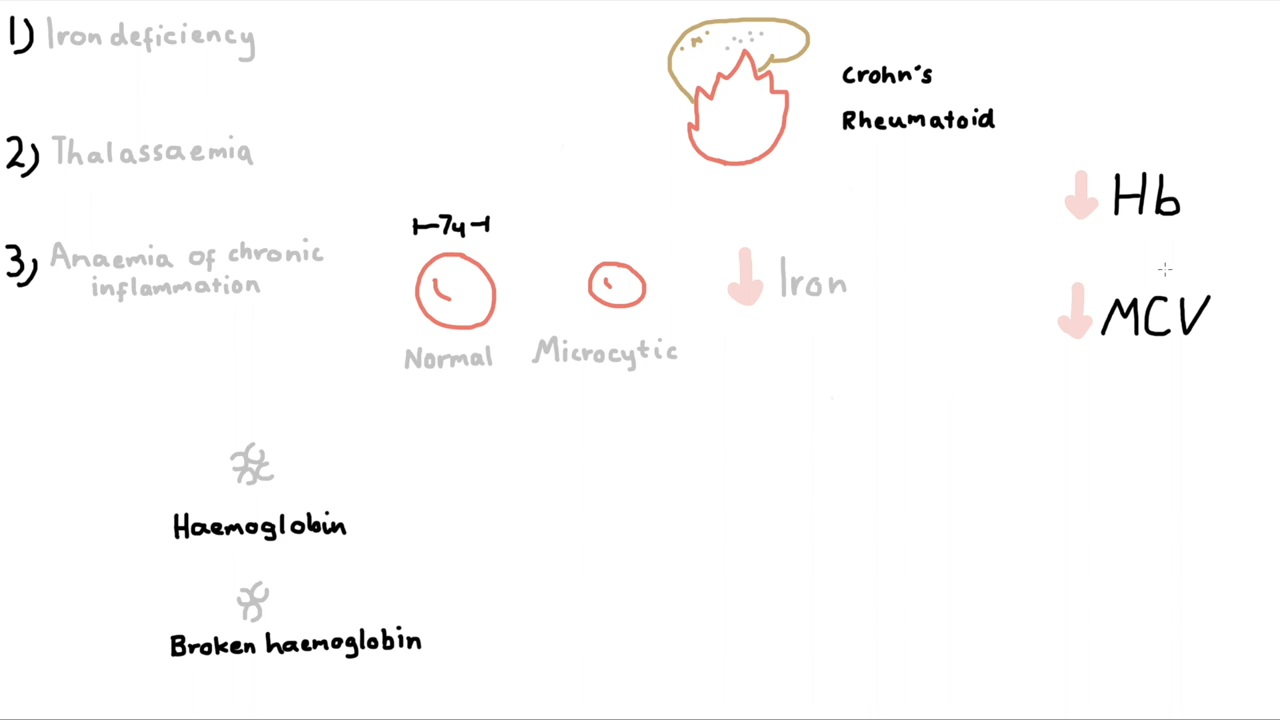 1) Iron deficiency
2) Thalassaemia
3) Anaemia of chronic
inflammation
Crohn's
Rheumatoid
Hb
MCV
7μ
Normal
Microcytic
Iron
Haemoglobin
Broken haemoglobin